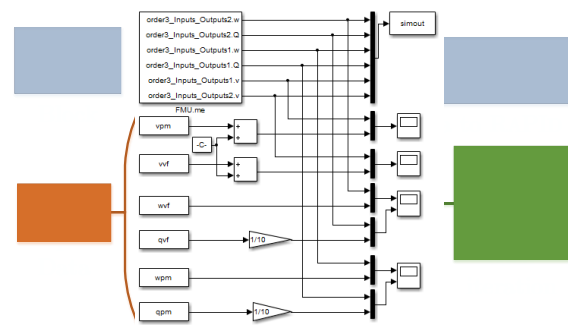 order3_Inputs_Outputs2.w
order3_Inputs_Outputs2.Q
order3_Inputs_Outputs1.w
order3_Inputs_Outputs1.Q
order3_Inputs_Outputs1.v
order3_Inputs_Outputs2.v
FMU.me
simout
vpm
-C-
vvf
wvf
qvf
1/10
wpm
qpm
1/10